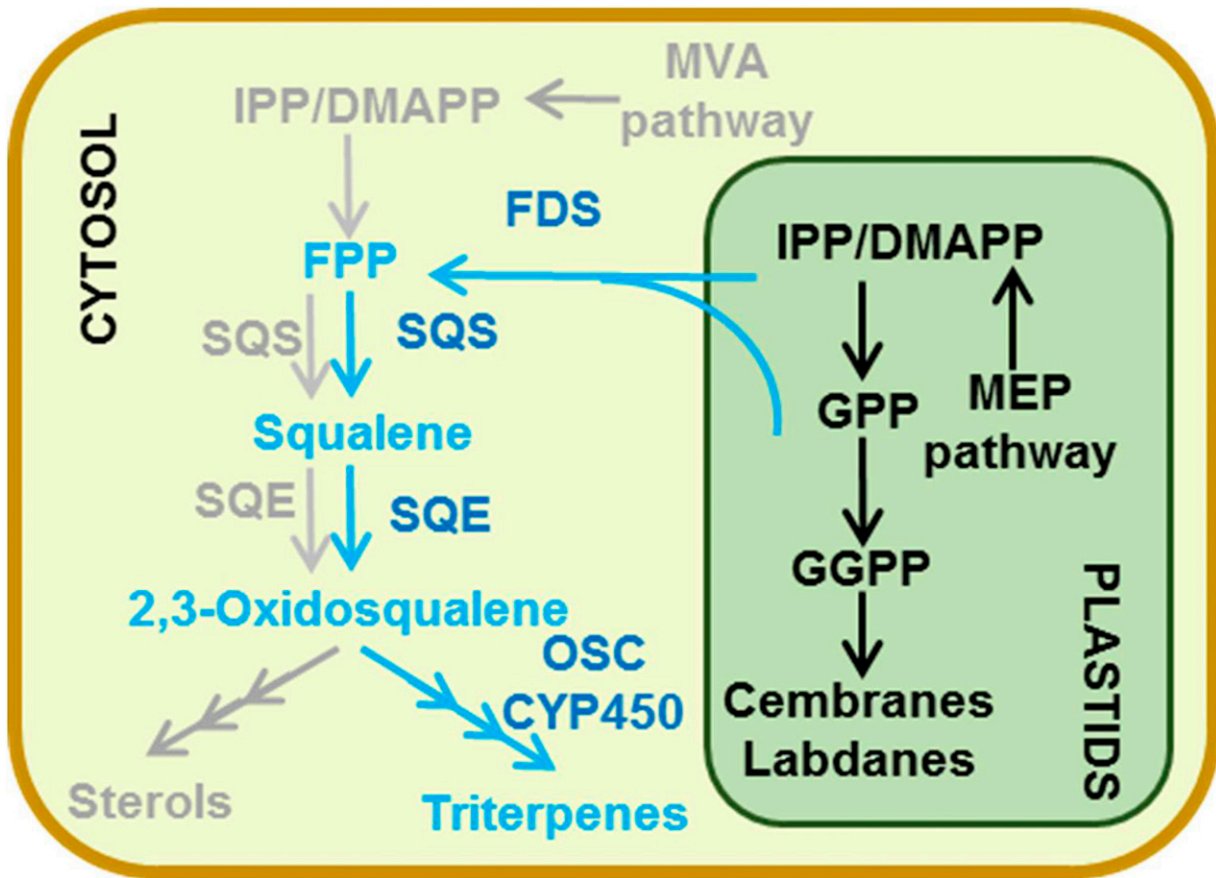 MVA
pathway
IPP/DMAPP
CYTOSOL
FDS
IPP/DMAPP
FPP
SQS
SQS
GPP
MEP
pathway
Squalene
SQE
SQE
GGPP
2,3-Oxidosqualene
OSC
CYP450
Cembranes
Labdanes
PLASTIDS
Sterols
Triterpenes